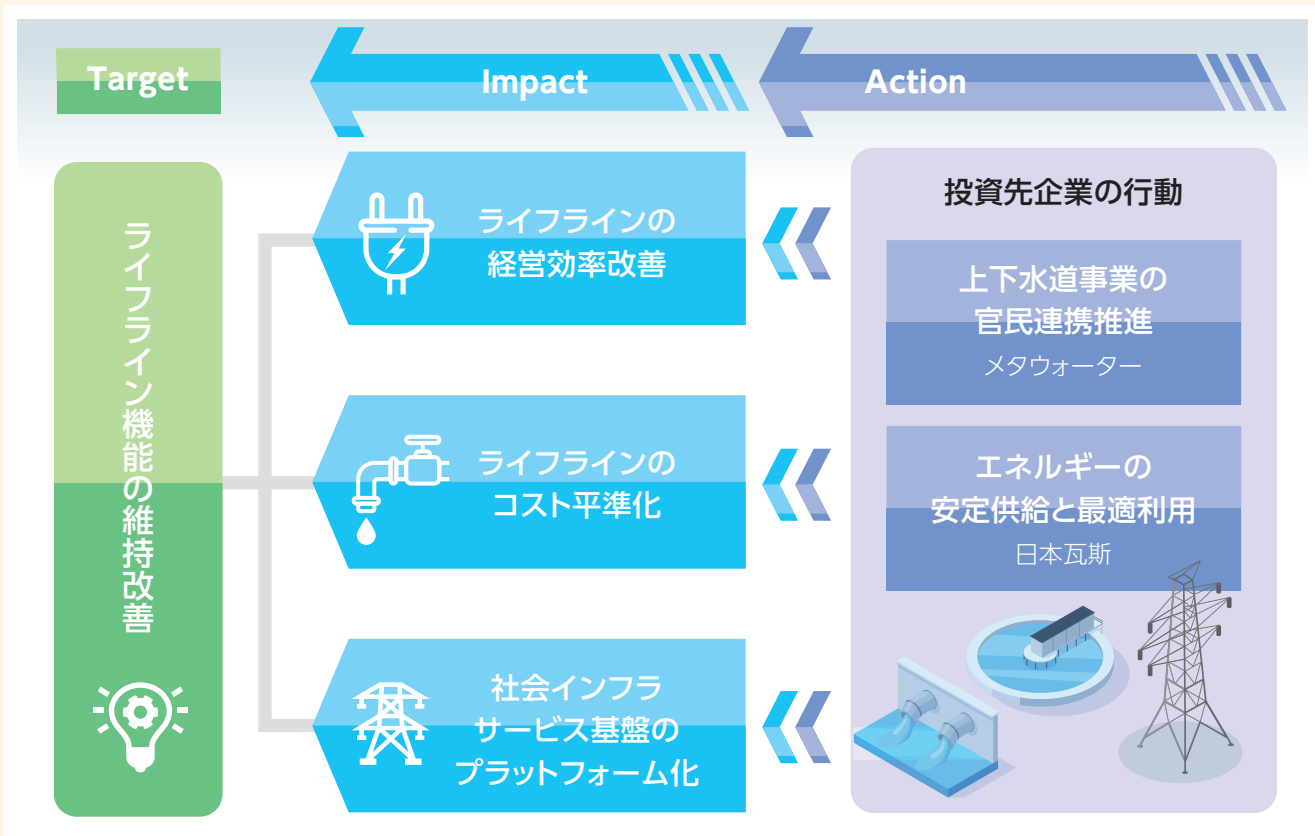 Target
Impact
Action
ライフライン機能の維持改善
ライフラインの
経営効率改善
ライフラインの
コスト平準化
社会インフラ
サービス基盤の
プラットフォーム化
投資先企業の行動
上下水道事業の
官民連携推進
メタウォーター
エネルギーの
安定供給と最適利用
日本瓦斯